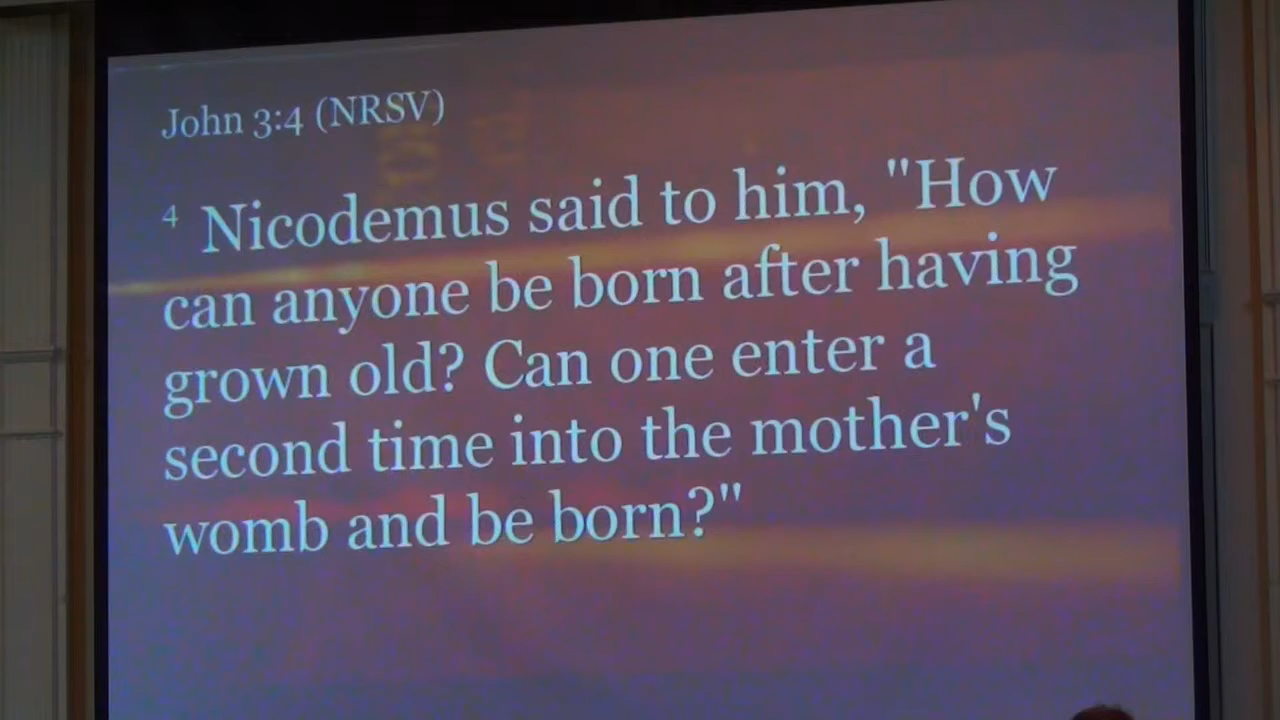 John 3:4 (NRSV)
4 Nicodemus said to him, "How
can anyone be born after having
grown old? Can one enter a
second time into the mother's
womb and be born?"